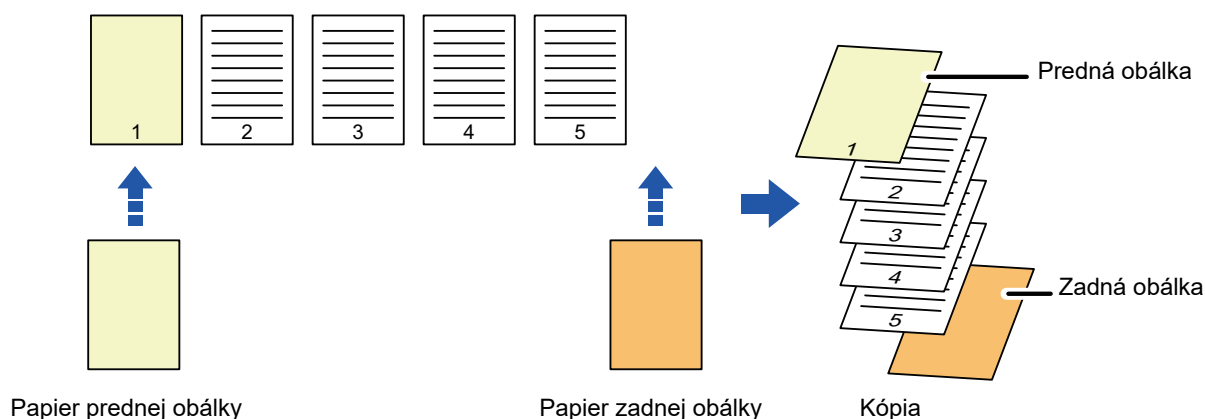 1 2 3 4 5
Predná obálka
1
2
3
4
5
Zadná obálka
Papier prednej obálky
Papier zadnej obálky
Kópia